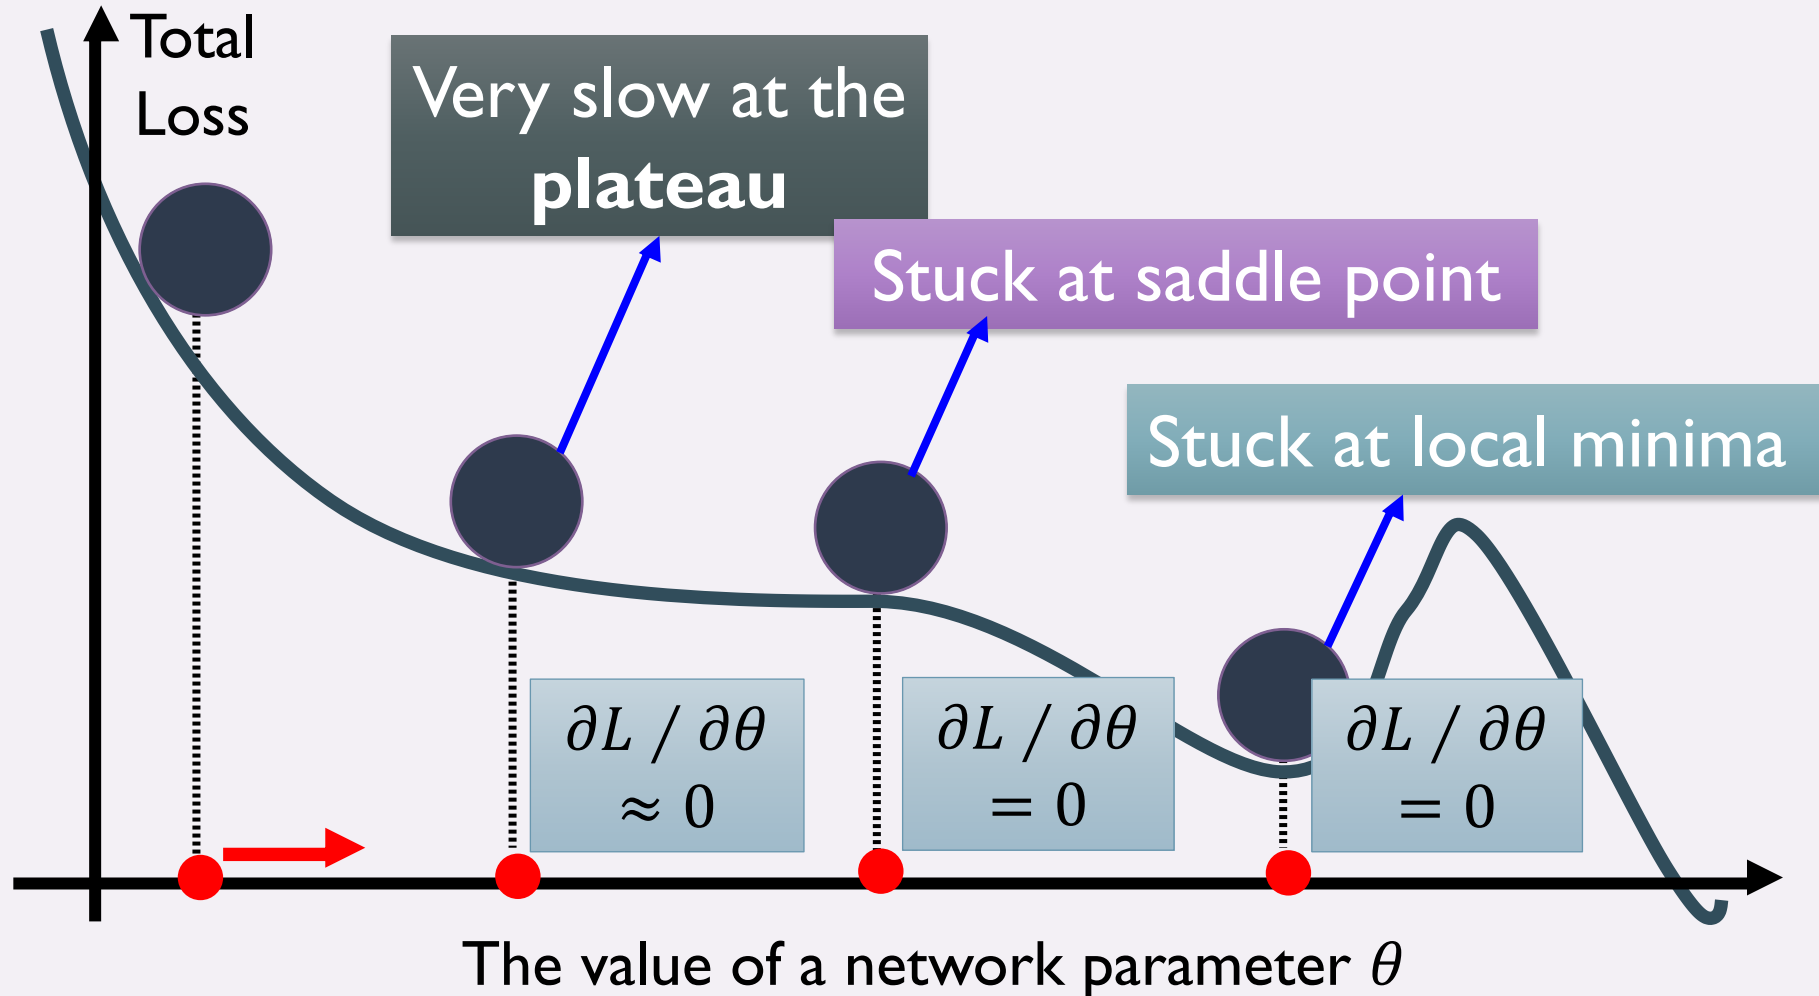 Total
Loss
Very slow at the
plateau
Stuck at saddle point
Stuck at local minima
∂L / ∂θ
≈ 0
∂L / ∂θ
= 0
∂L / ∂θ
= 0
The value of a network parameter θ